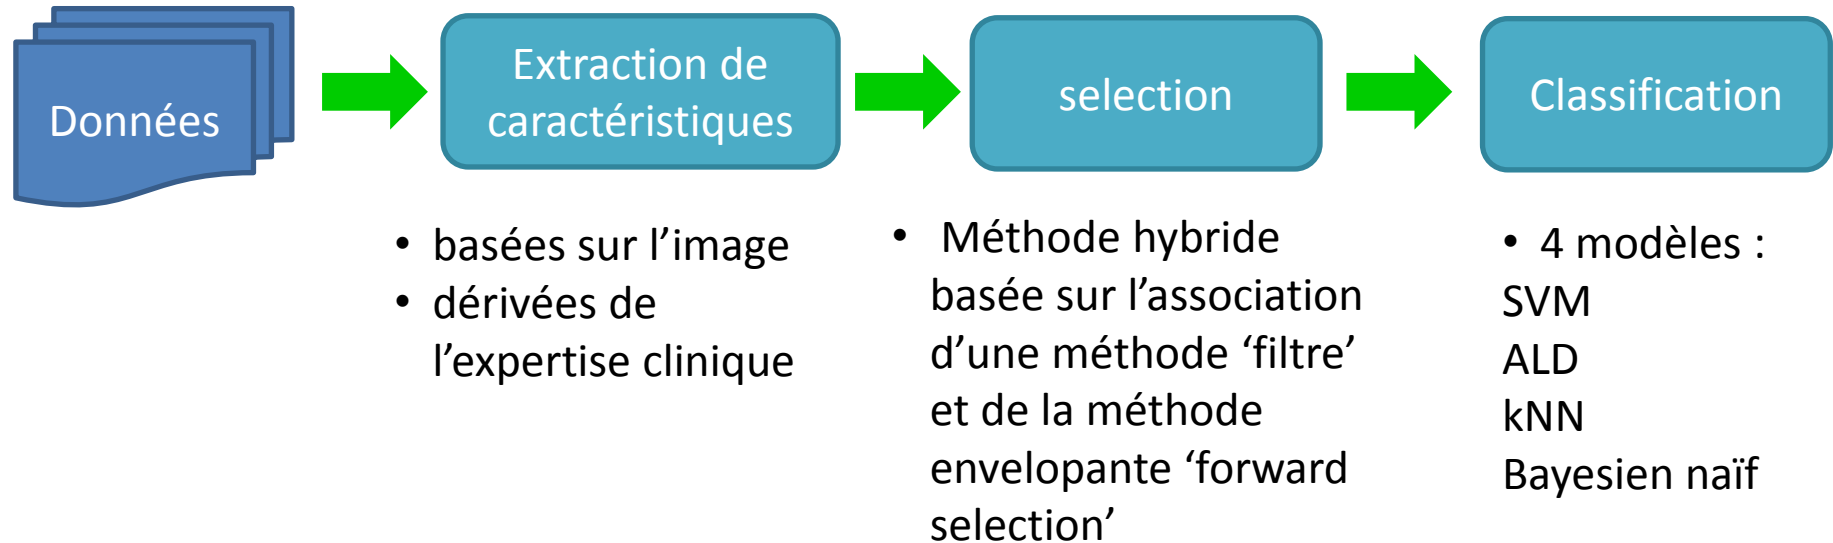 Données
Extraction de
caractéristiques
selection
Classification
• basées sur l’image
• dérivées de
l’expertise clinique
• Méthode hybride
basée sur l’association
d’une méthode ‘filtre’
et de la méthode
envelopante ‘forward
selection’
• 4 modèles :
SVM
ALD
kNN
Bayesien naïf